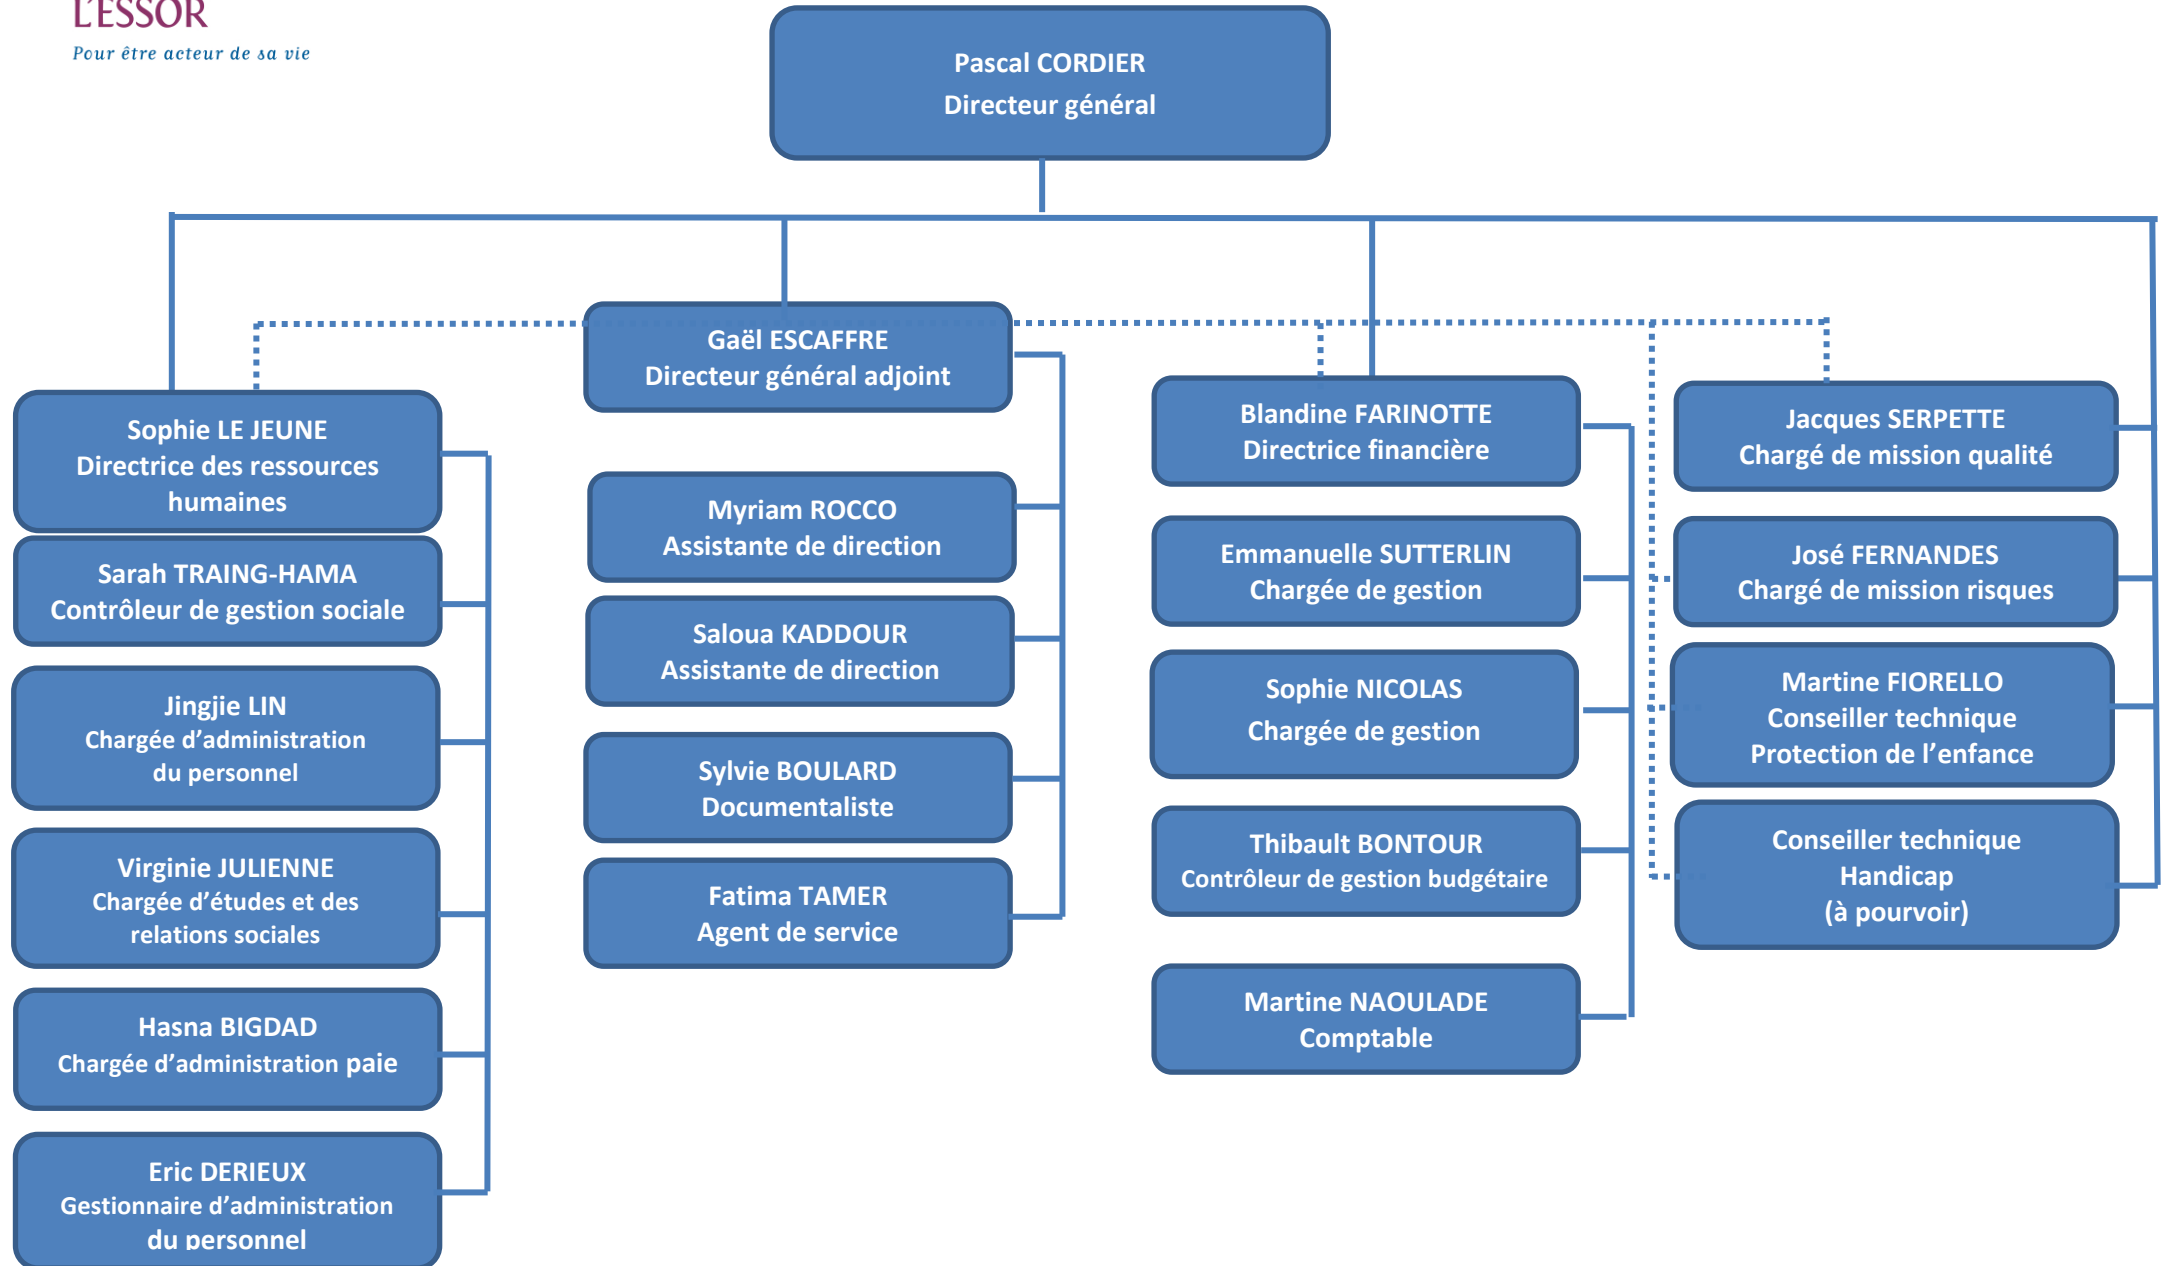 L'ESSOR
Pour être acteur de sa vie
Pascal CORDIER
Directeur général
Gaël ESCAFFRE
Directeur général adjoint
Sophie LE JEUNE
Directrice des ressources
humaines
Sarah TRAING-HAMA
Contrôleur de gestion sociale
Jingjie LIN
Chargée d’administration
du personnel
Virginie JULIENNE
Chargée d’études et des
relations sociales
Hasna BIGDAD
Chargée d’administration paie
Eric DERIEUX
Gestionnaire d’administration
du personnel
Myriam ROCCO
Assistante de direction
Saloua KADDOUR
Assistante de direction
Sylvie BOULARD
Documentaliste
Fatima TAMER
Agent de service
Blandine FARINOTTE
Directrice financière
Emmanuelle SUTTERLIN
Chargée de gestion
Sophie NICOLAS
Chargée de gestion
Thibault BONTOUR
Contrôleur de gestion budgétaire
Martine NAOULADE
Comptable
Jacques SERPETTE
Chargé de mission qualité
José FERNANDES
Chargé de mission risques
Martine FIORELLO
Conseiller technique
Protection de l’enfance
Conseiller technique
Handicap
(à pourvoir)